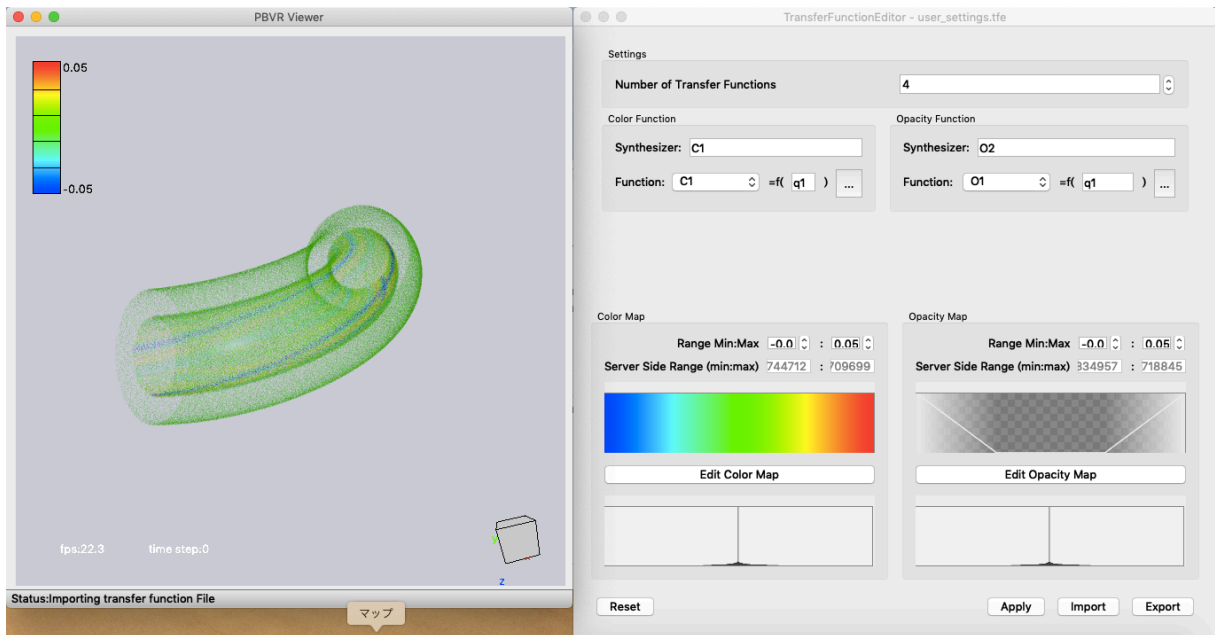 PBVR Viewer
0.05
-0.05
fps:22.3
time step:0
y
z
Status:Importing transfer function File
マップ
TransferFunctionEditor - user_settings.tfe
Settings
Number of Transfer Functions 4
Color Function
Synthesizer: C1
Function: C1 =f( q1 ) ...
Opacity Function
Synthesizer: O2
Function: O1 =f( q1 ) ...
Color Map
Range Min:Max -0.0 : 0.05
Server Side Range (min:max) 744712 : 709699
Edit Color Map
Opacity Map
Range Min:Max -0.0 : 0.05
Server Side Range (min:max) 334957 : 718845
Edit Opacity Map
Reset
Apply
Import
Export